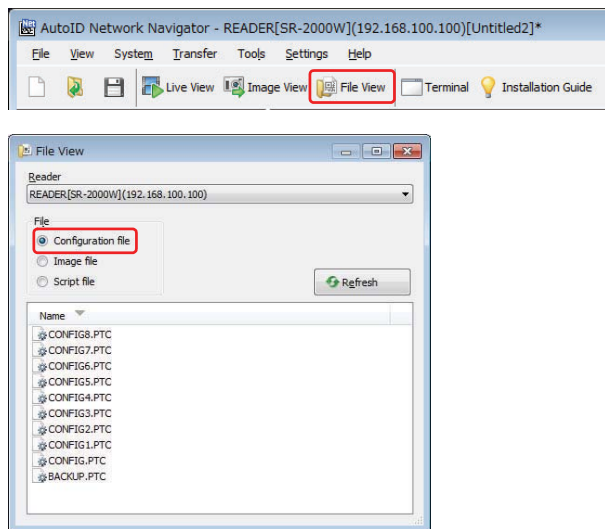 AutoID Network Navigator - READER[SR-2000W](192.168.100.100)[Untitled2]*
File View System Transfer Tools Settings Help
Live View Image View File View Terminal Installation Guide
File View
Reader
READER[SR-2000W](192.168.100.100)
File
Configuration file
Image file
Script file
Refresh
Name
CONFIG8.PTC
CONFIG7.PTC
CONFIG6.PTC
CONFIG5.PTC
CONFIG4.PTC
CONFIG3.PTC
CONFIG2.PTC
CONFIG1.PTC
CONFIG.PTC
BACKUP.PTC